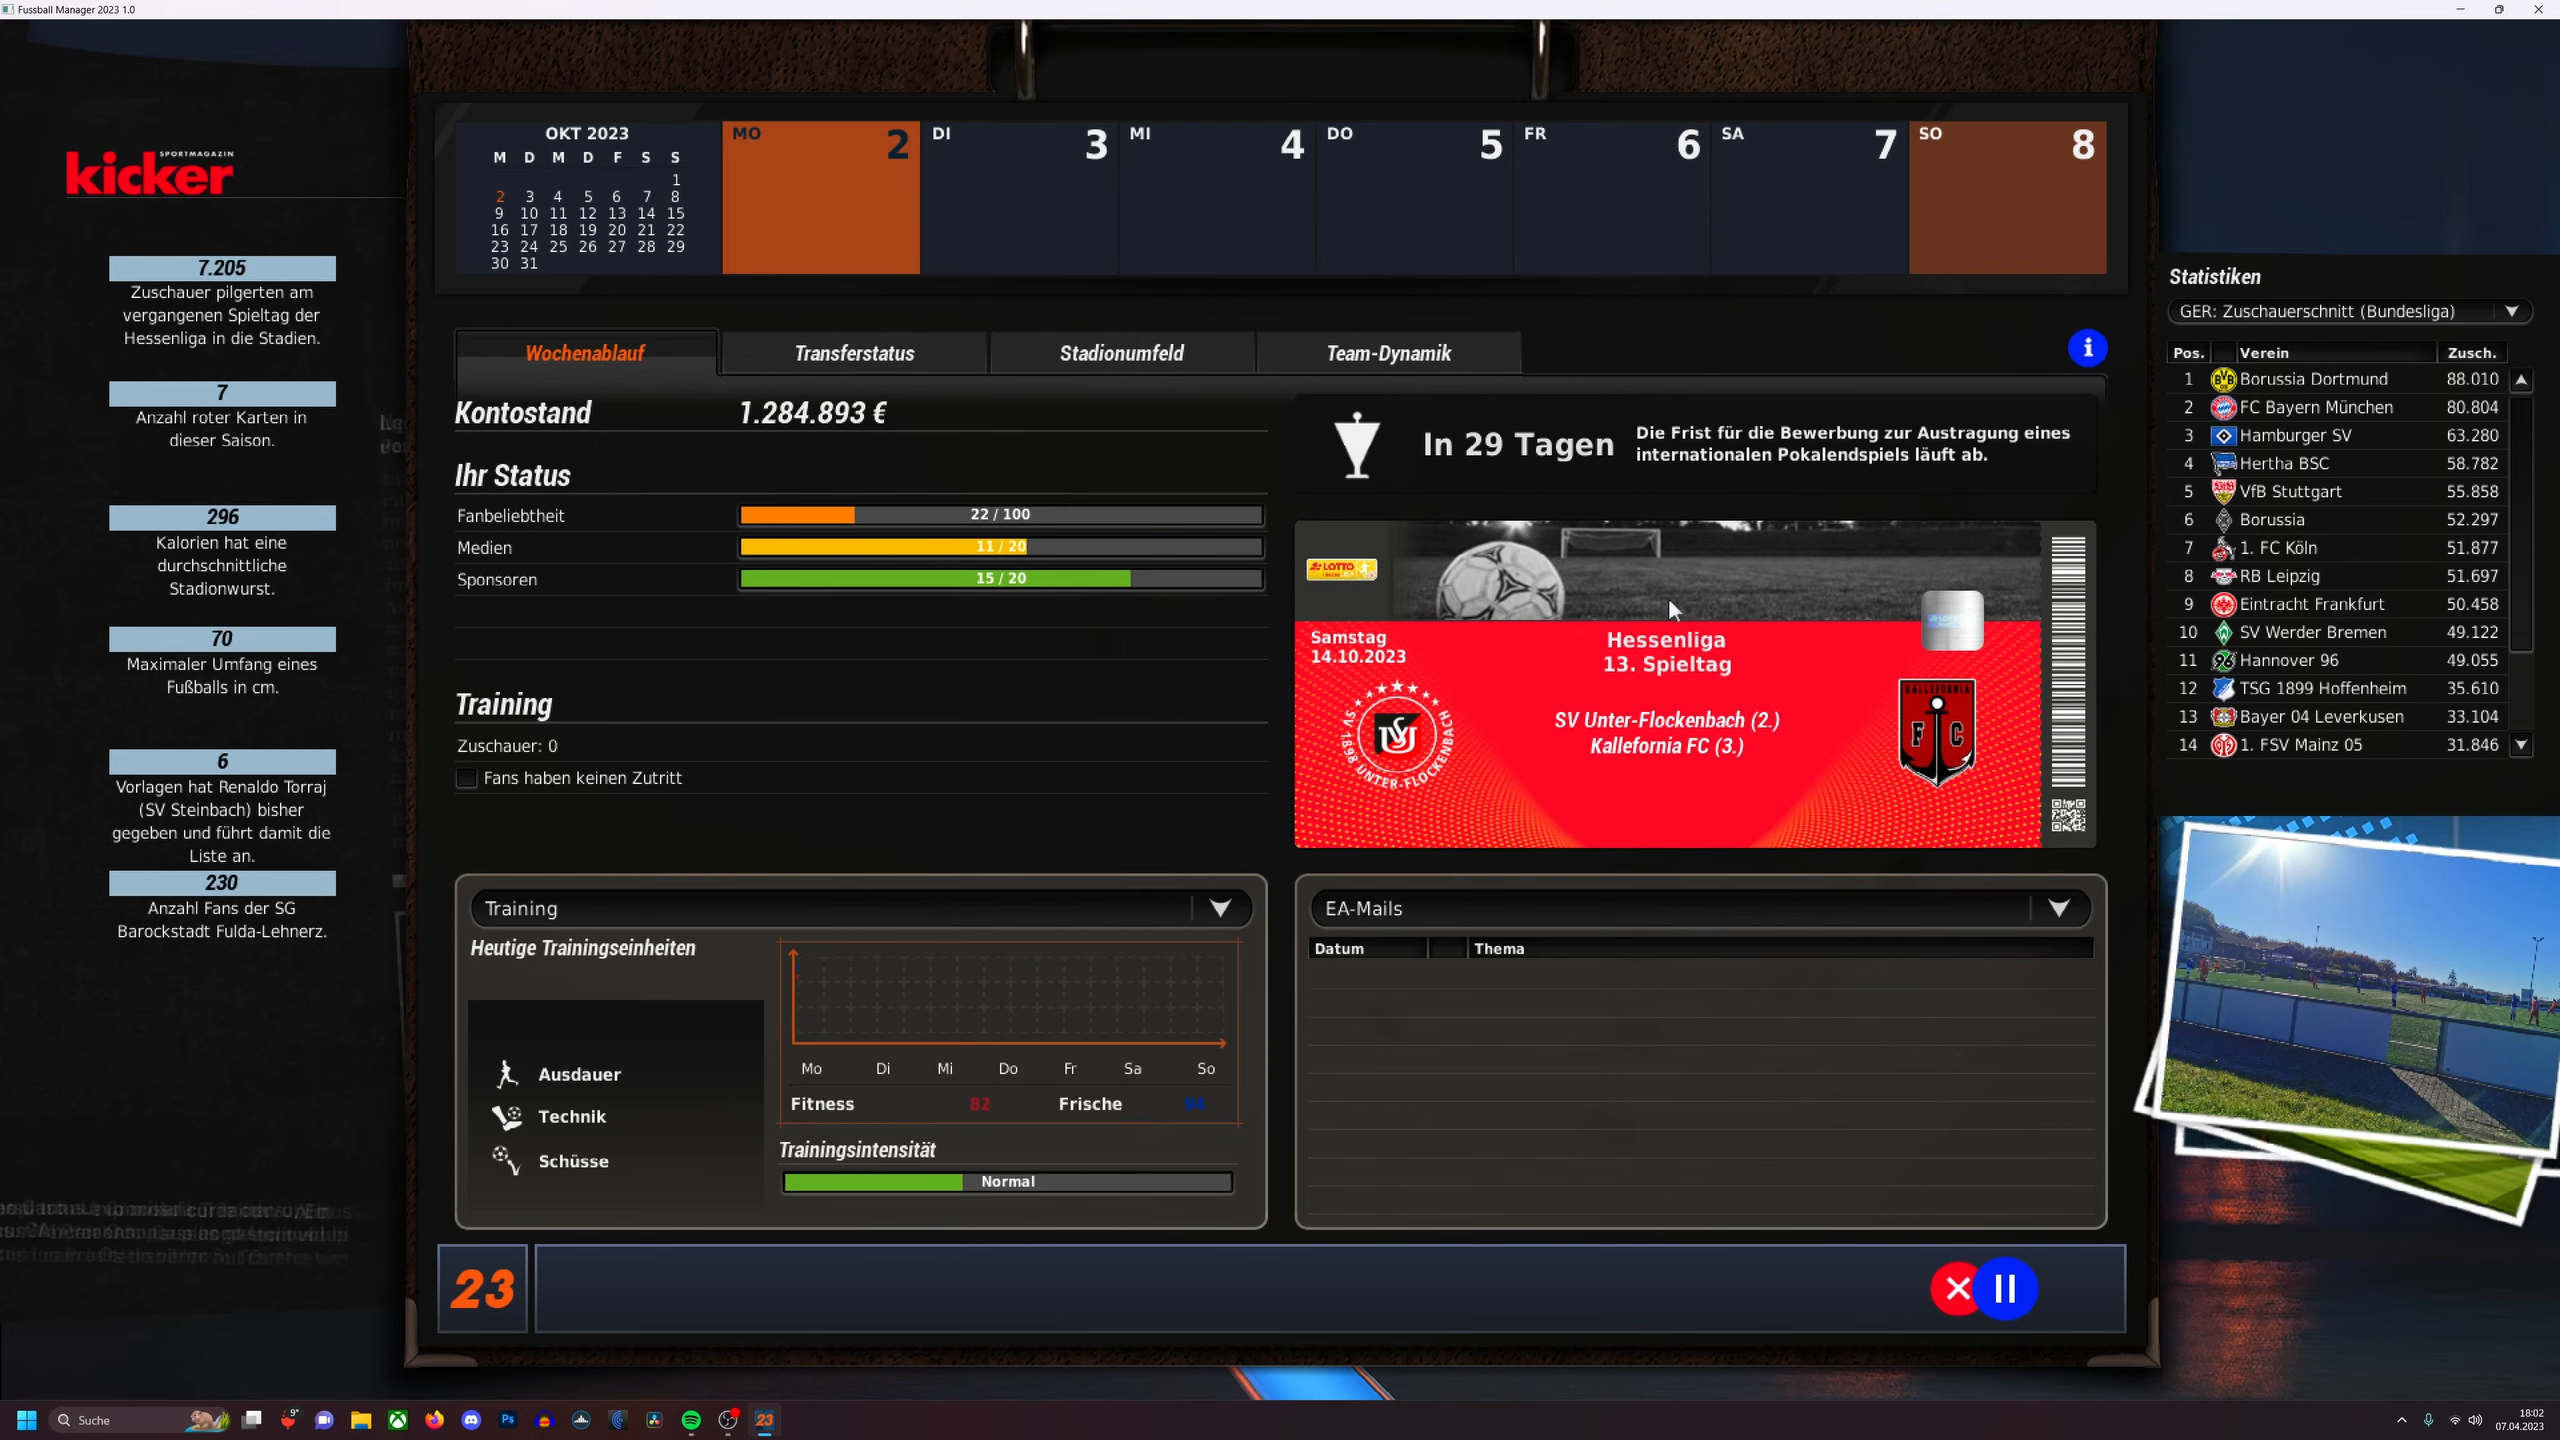 Fussball Manager 2023 1.0
SPORTMAGAZIN
kicker
7.205
Zuschauer pilgerten am
vergangenen Spieltag der
Hessenliga in die Stadien.
7
Anzahl roter Karten in
dieser Saison.
296
Kalorien hat eine
durchschnittliche
Stadionwurst.
70
Maximaler Umfang eines
Fußballs in cm.
6
Vorlagen hat Renaldo Torraj
(SV Steinbach) bisher
gegeben und führt damit die
Liste an.
230
Anzahl Fans der SG
Barockstadt Fulda-Lehnerz.
OKT 2023
M D M D F S S
1
2 3 4 5 6 7 8
9 10 11 12 13 14 15
16 17 18 19 20 21 22
23 24 25 26 27 28 29
30 31
MO 2
DI 3
MI 4
DO 5
FR 6
SA 7
SO 8
Wochenablauf
Transferstatus
Stadionumfeld
Team-Dynamik
i
Kontostand 1.284.893 €
Ihr Status
Fanbeliebtheit 22 / 100
Medien 11 / 20
Sponsoren 15 / 20
Training
Zuschauer: 0
Fans haben keinen Zutritt
In 29 Tagen
Die Frist für die Bewerbung zur Austragung eines
internationalen Pokalendspiels läuft ab.
LOTTO
Samstag
14.10.2023
Hessenliga
13. Spieltag
SV Unter-Flockenbach (2.)
Kallefornia FC (3.)
SV 1898 UNTER-FLOCKENBACH
KALLEFORNIA
F C
Training
Heutige Trainingseinheiten
Ausdauer
Technik
Schüsse
Mo Di Mi Do Fr Sa So
Fitness 82 Frische
Trainingsintensität
Normal
EA-Mails
Datum Thema
23
Statistiken
GER: Zuschauerschnitt (Bundesliga)
Pos. Verein Zusch.
1 Borussia Dortmund 88.010
2 FC Bayern München 80.804
3 Hamburger SV 63.280
4 Hertha BSC 58.782
5 VfB Stuttgart 55.858
6 Borussia 52.297
7 1. FC Köln 51.877
8 RB Leipzig 51.697
9 Eintracht Frankfurt 50.458
10 SV Werder Bremen 49.122
11 Hannover 96 49.055
12 TSG 1899 Hoffenheim 35.610
13 Bayer 04 Leverkusen 33.104
14 1. FSV Mainz 05 31.846
Suche
9°
Ps
23
18:02
07.04.2023